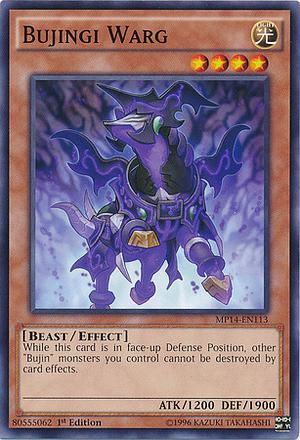 Bujingi Warg
LIGHT
光
MP14-EN113
[Beast / Effect]
While this card is in face-up Defense Position, other
"Bujin" monsters you control cannot be destroyed by
card effects.
ATK/1200 DEF/1900
80555062 1st Edition ©1996 KAZUKI TAKAHASHI